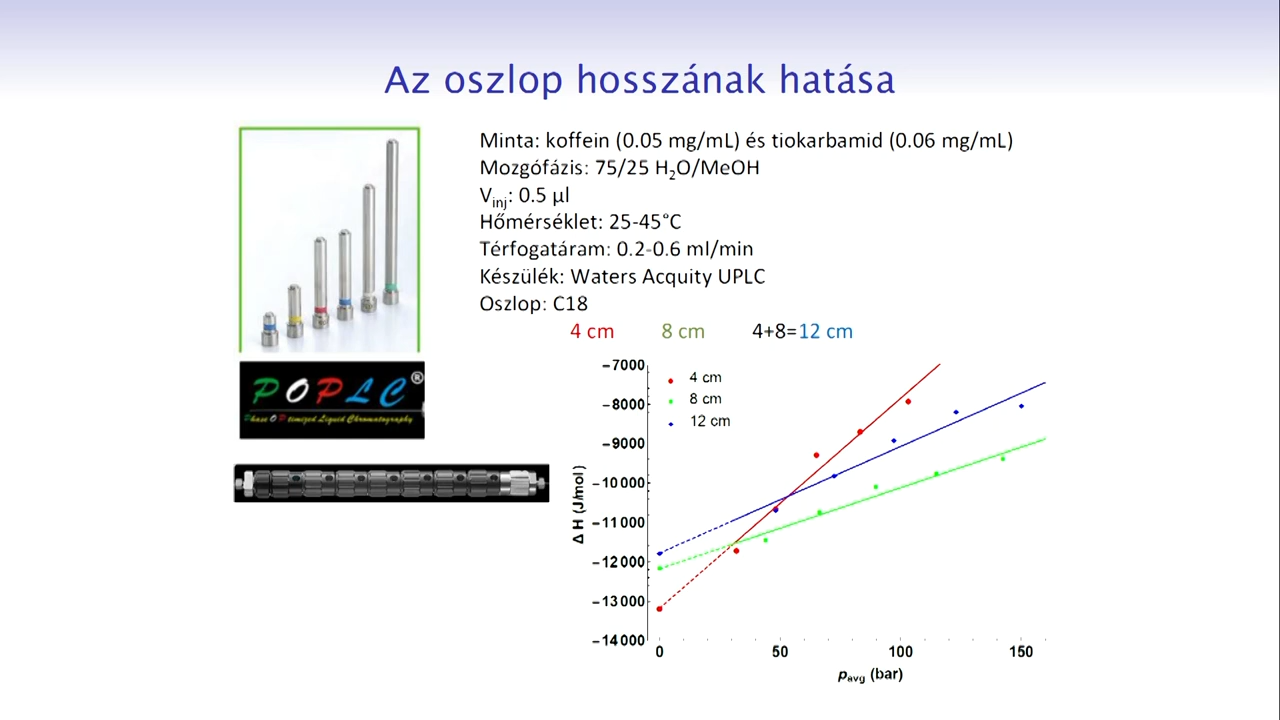 Az oszlop hosszának hatása
Minta: koffein (0.05 mg/mL) és tiokarbamid (0.06 mg/mL)
Mozgófázis: 75/25 H₂O/MeOH
Vinj: 0.5 µl
Hőmérséklet: 25-45°C
Térfogatáram: 0.2-0.6 ml/min
Készülék: Waters Acquity UPLC
Oszlop: C18
4 cm 8 cm 4+8=12 cm
POPLC®
Phase OPtimized Liquid Chromatography
4 cm
8 cm
12 cm
−7000
−8000
−9000
−10000
−11000
−12000
−13000
−14000
Δ H (J/mol)
0 50 100 150
pavg (bar)